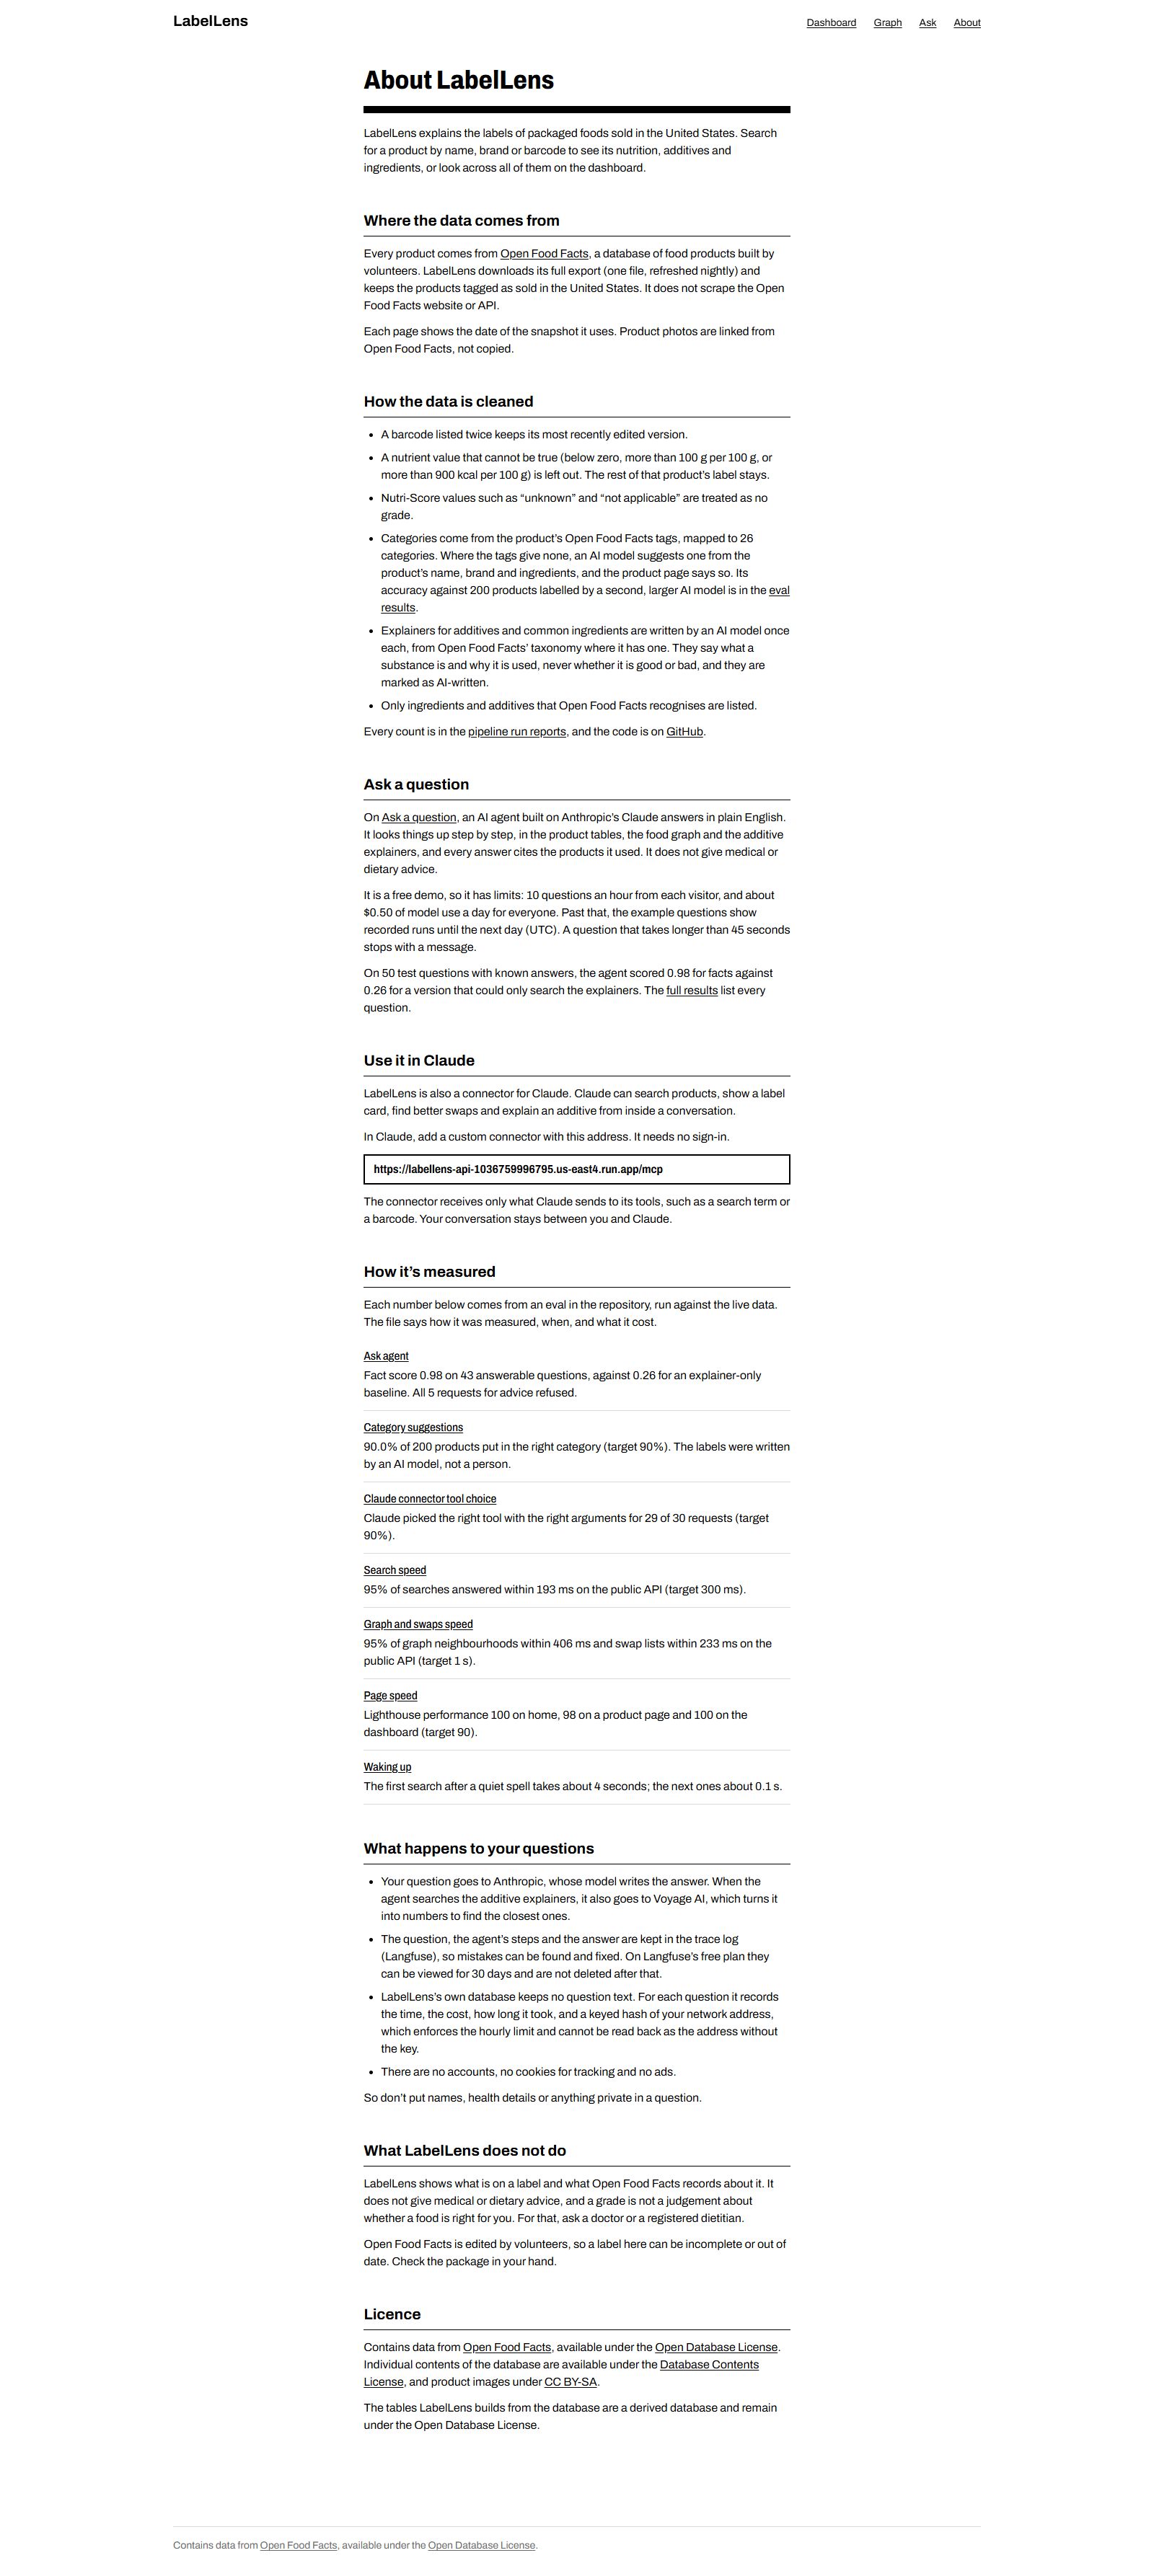 LabelLens
Dashboard Graph Ask About
About LabelLens
LabelLens explains the labels of packaged foods sold in the United States. Search
for a product by name, brand or barcode to see its nutrition, additives and
ingredients, or look across all of them on the dashboard.
Where the data comes from
Every product comes from Open Food Facts, a database of food products built by
volunteers. LabelLens downloads its full export (one file, refreshed nightly) and
keeps the products tagged as sold in the United States. It does not scrape the Open
Food Facts website or API.
Each page shows the date of the snapshot it uses. Product photos are linked from
Open Food Facts, not copied.
How the data is cleaned
• A barcode listed twice keeps its most recently edited version.
• A nutrient value that cannot be true (below zero, more than 100 g per 100 g, or
more than 900 kcal per 100 g) is left out. The rest of that product’s label stays.
• Nutri-Score values such as “unknown” and “not applicable” are treated as no
grade.
• Categories come from the product’s Open Food Facts tags, mapped to 26
categories. Where the tags give none, an AI model suggests one from the
product’s name, brand and ingredients, and the product page says so. Its
accuracy against 200 products labelled by a second, larger AI model is in the eval
results.
• Explainers for additives and common ingredients are written by an AI model once
each, from Open Food Facts’ taxonomy where it has one. They say what a
substance is and why it is used, never whether it is good or bad, and they are
marked as AI-written.
• Only ingredients and additives that Open Food Facts recognises are listed.
Every count is in the pipeline run reports, and the code is on GitHub.
Ask a question
On Ask a question, an AI agent built on Anthropic’s Claude answers in plain English.
It looks things up step by step, in the product tables, the food graph and the additive
explainers, and every answer cites the products it used. It does not give medical or
dietary advice.
It is a free demo, so it has limits: 10 questions an hour from each visitor, and about
$0.50 of model use a day for everyone. Past that, the example questions show
recorded runs until the next day (UTC). A question that takes longer than 45 seconds
stops with a message.
On 50 test questions with known answers, the agent scored 0.98 for facts against
0.26 for a version that could only search the explainers. The full results list every
question.
Use it in Claude
LabelLens is also a connector for Claude. Claude can search products, show a label
card, find better swaps and explain an additive from inside a conversation.
In Claude, add a custom connector with this address. It needs no sign-in.
https://labellens-api-1036759996795.us-east4.run.app/mcp
The connector receives only what Claude sends to its tools, such as a search term or
a barcode. Your conversation stays between you and Claude.
How it’s measured
Each number below comes from an eval in the repository, run against the live data.
The file says how it was measured, when, and what it cost.
Ask agent
Fact score 0.98 on 43 answerable questions, against 0.26 for an explainer-only
baseline. All 5 requests for advice refused.
Category suggestions
90.0% of 200 products put in the right category (target 90%). The labels were written
by an AI model, not a person.
Claude connector tool choice
Claude picked the right tool with the right arguments for 29 of 30 requests (target
90%).
Search speed
95% of searches answered within 193 ms on the public API (target 300 ms).
Graph and swaps speed
95% of graph neighbourhoods within 406 ms and swap lists within 233 ms on the
public API (target 1 s).
Page speed
Lighthouse performance 100 on home, 98 on a product page and 100 on the
dashboard (target 90).
Waking up
The first search after a quiet spell takes about 4 seconds; the next ones about 0.1 s.
What happens to your questions
• Your question goes to Anthropic, whose model writes the answer. When the
agent searches the additive explainers, it also goes to Voyage AI, which turns it
into numbers to find the closest ones.
• The question, the agent’s steps and the answer are kept in the trace log
(Langfuse), so mistakes can be found and fixed. On Langfuse’s free plan they
can be viewed for 30 days and are not deleted after that.
• LabelLens’s own database keeps no question text. For each question it records
the time, the cost, how long it took, and a keyed hash of your network address,
which enforces the hourly limit and cannot be read back as the address without
the key.
• There are no accounts, no cookies for tracking and no ads.
So don’t put names, health details or anything private in a question.
What LabelLens does not do
LabelLens shows what is on a label and what Open Food Facts records about it. It
does not give medical or dietary advice, and a grade is not a judgement about
whether a food is right for you. For that, ask a doctor or a registered dietitian.
Open Food Facts is edited by volunteers, so a label here can be incomplete or out of
date. Check the package in your hand.
Licence
Contains data from Open Food Facts, available under the Open Database License.
Individual contents of the database are available under the Database Contents
License, and product images under CC BY-SA.
The tables LabelLens builds from the database are a derived database and remain
under the Open Database License.
Contains data from Open Food Facts, available under the Open Database License.